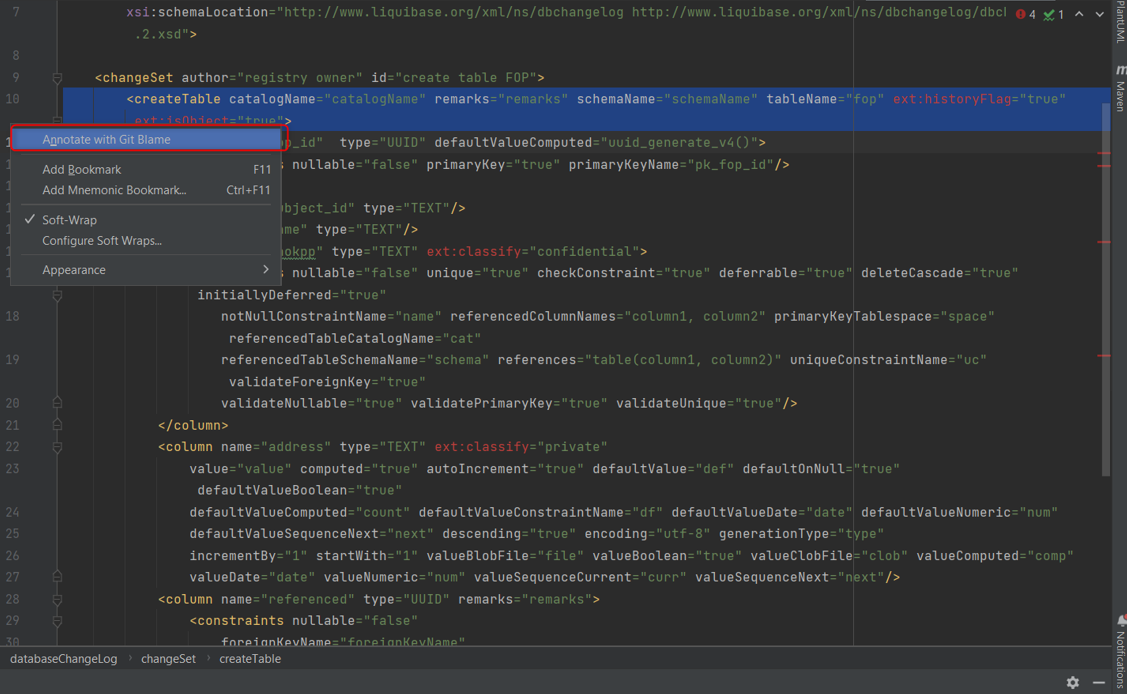 7 xsi:schemaLocation="http://www.liquibase.org/xml/ns/dbchangelog http://www.liquibase.org/xml/ns/dbchangelog/dbcl
4 1
.2.xsd">
8
9 <changeSet author="registry owner" id="create table FOP">
10 <createTable catalogName="catalogName" remarks="remarks" schemaName="schemaName" tableName="fop" ext:historyFlag="true"
ext:isObject="true">
Annotate with Git Blame
_id" type="UUID" defaultValueComputed="uuid_generate_v4()">
Add Bookmark F11
nullable="false" primaryKey="true" primaryKeyName="pk_fop_id"/>
Add Mnemonic Bookmark... Ctrl+F11
bject_id" type="TEXT"/>
Soft-Wrap
me" type="TEXT"/>
Configure Soft Wraps...
okpp" type="TEXT" ext:classify="confidential">
Appearance
s nullable="false" unique="true" checkConstraint="true" deferrable="true" deleteCascade="true"
initiallyDeferred="true"
18 notNullConstraintName="name" referencedColumnNames="column1, column2" primaryKeyTablespace="space"
referencedTableCatalogName="cat"
19 referencedTableSchemaName="schema" references="table(column1, column2)" uniqueConstraintName="uc"
validateForeignKey="true"
20 validateNullable="true" validatePrimaryKey="true" validateUnique="true"/>
21 </column>
22 <column name="address" type="TEXT" ext:classify="private"
23 value="value" computed="true" autoIncrement="true" defaultValue="def" defaultOnNull="true"
defaultValueBoolean="true"
24 defaultValueComputed="count" defaultValueConstraintName="df" defaultValueDate="date" defaultValueNumeric="num"
25 defaultValueSequenceNext="next" descending="true" encoding="utf-8" generationType="type"
26 incrementBy="1" startWith="1" valueBlobFile="file" valueBoolean="true" valueClobFile="clob" valueComputed="comp"
27 valueDate="date" valueNumeric="num" valueSequenceCurrent="curr" valueSequenceNext="next"/>
28 <column name="referenced" type="UUID" remarks="remarks">
29 <constraints nullable="false"
30 foreignKeyName="foreignKeyName"
databaseChangeLog › changeSet › createTable
PlantUML
m Maven
Notifications